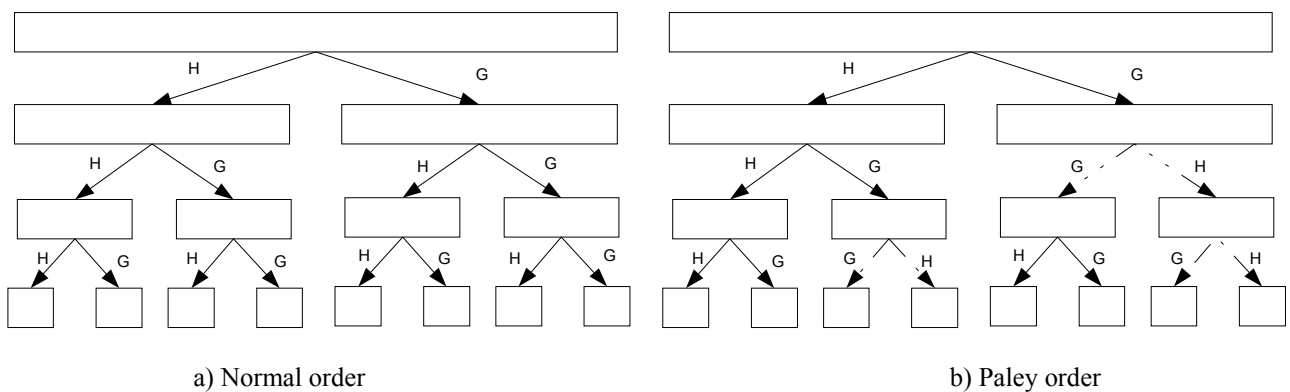 H G H G
H G H G H G G H
H G H G H G H G H G G H H G G H
a) Normal order b) Paley order